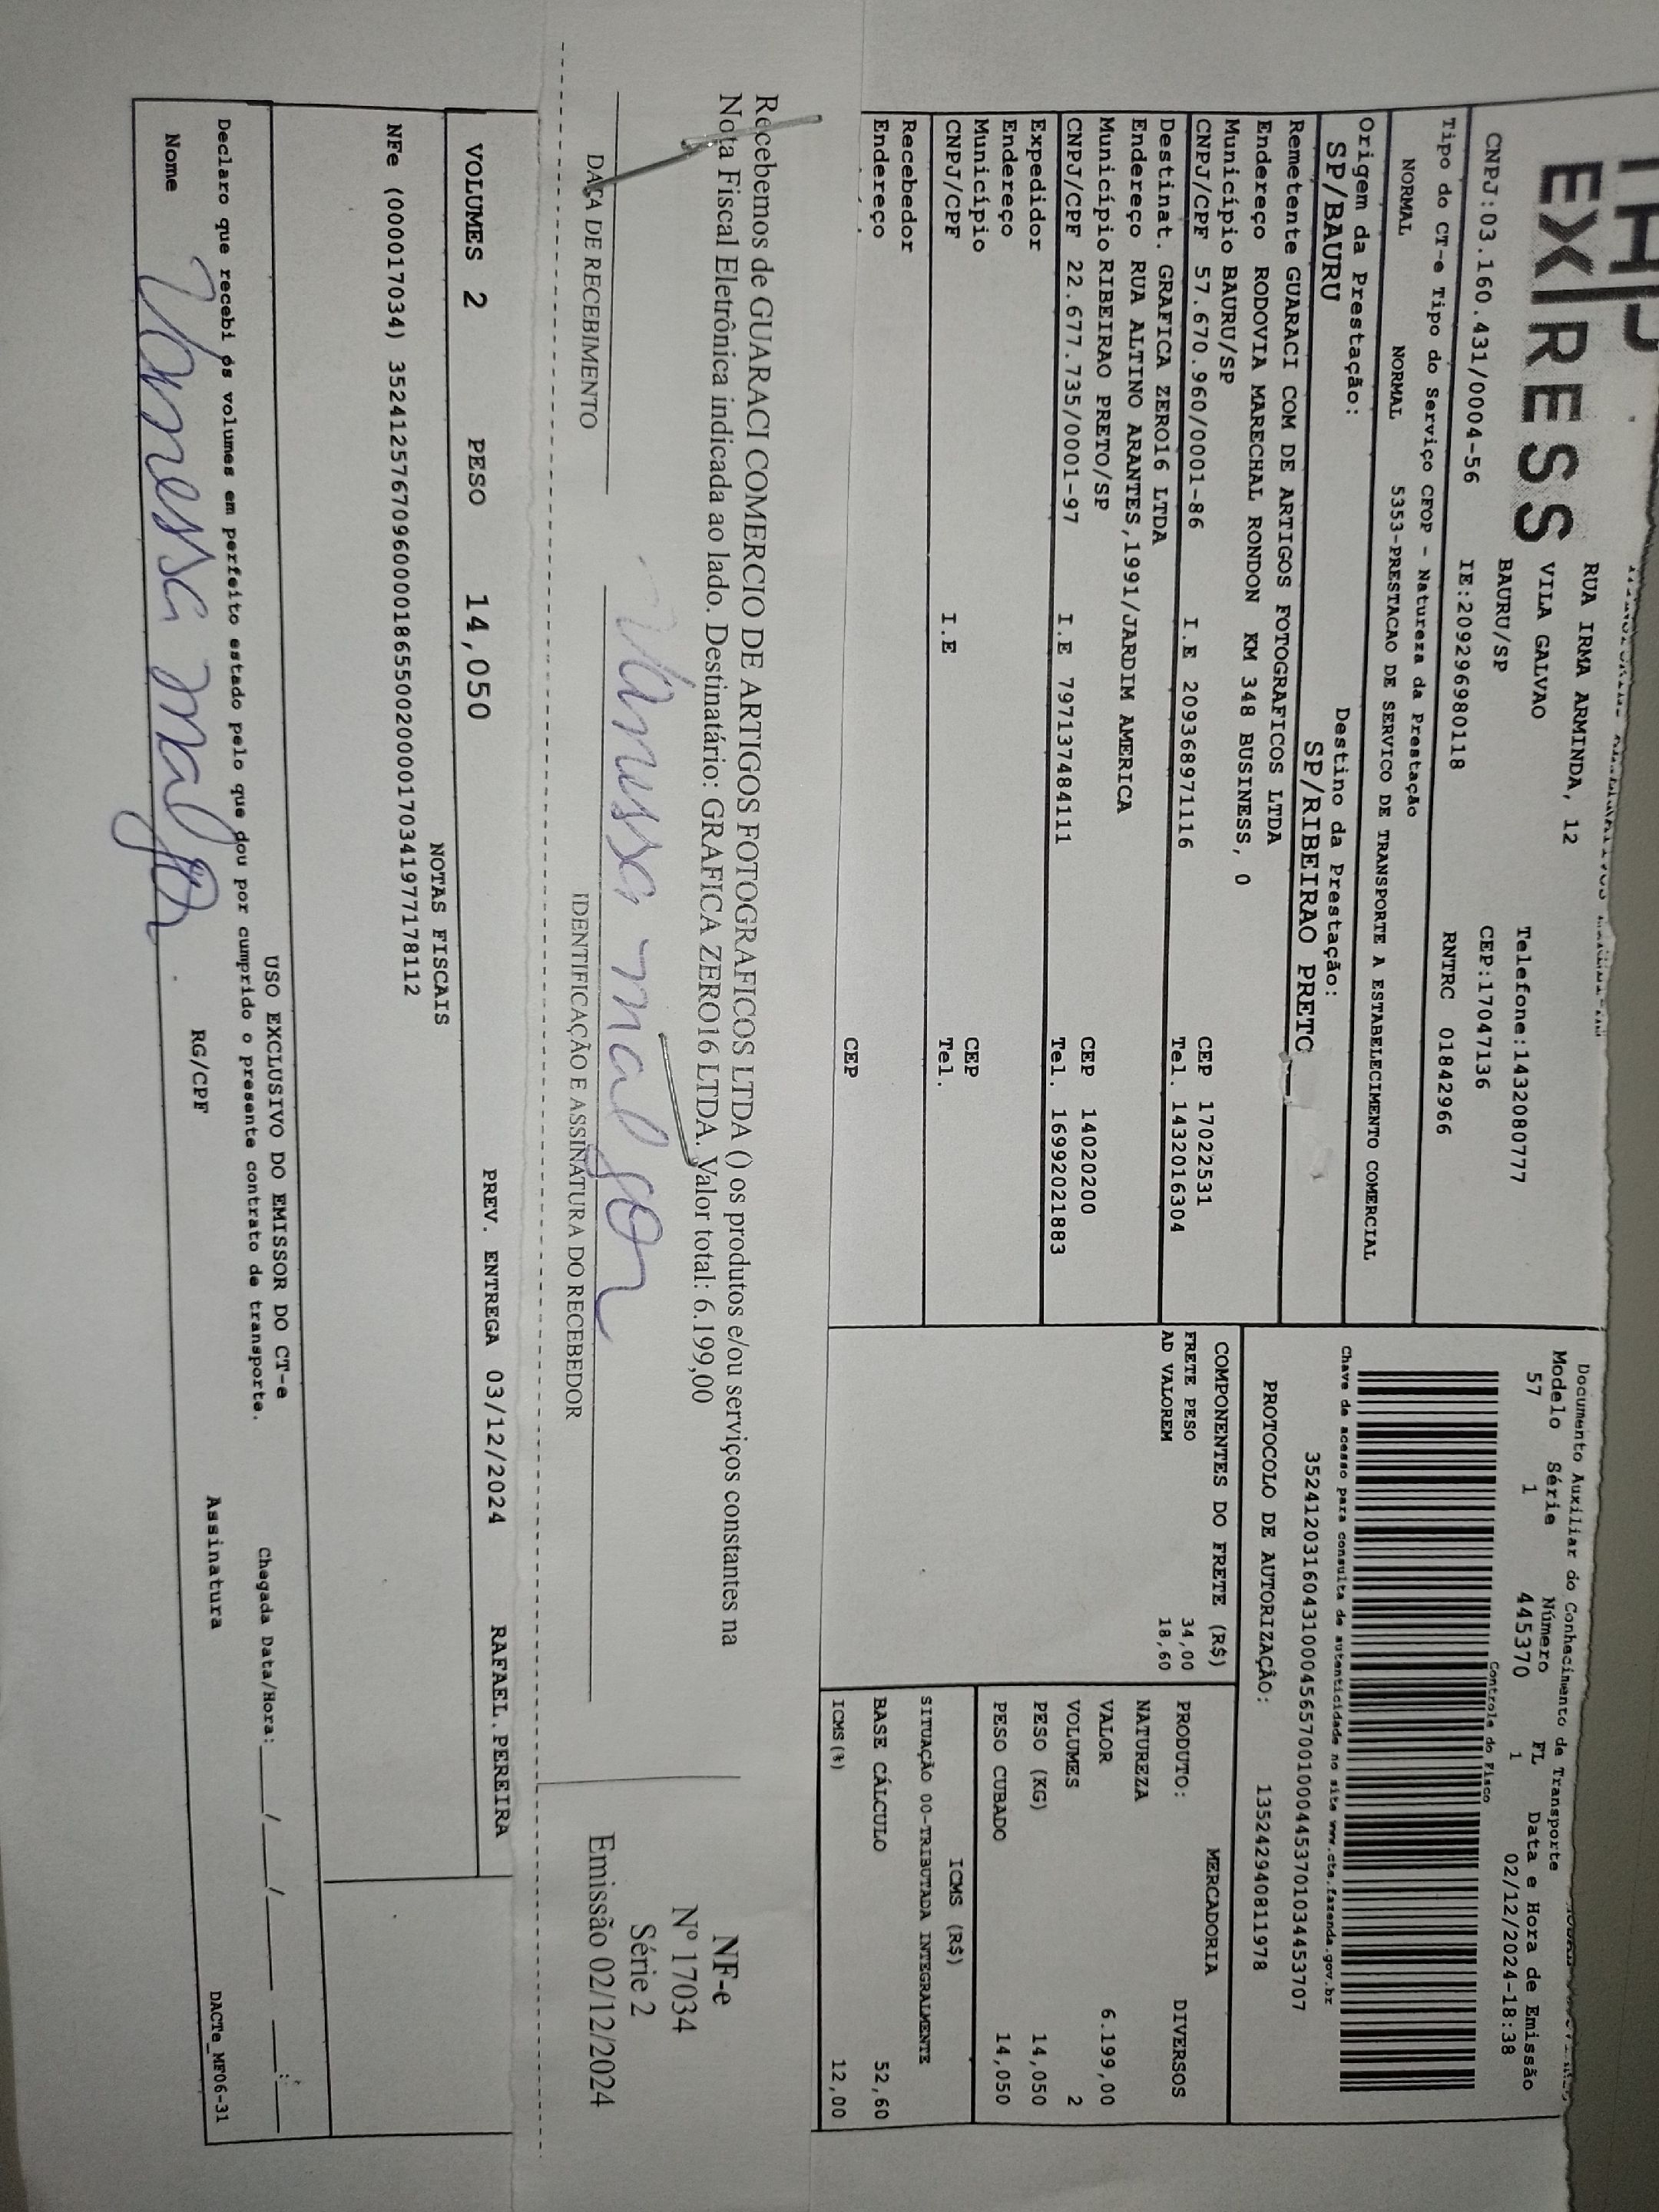 EXPRESS
RUA IRMA ARMINDA, 12
VILA GALVAO
Telefone:1432080777
BAURU/SP
CEP:17047136
CNPJ:03.160.431/0004-56
IE:209296980118
RNTRC 01842966
Tipo do CT-e Tipo do Serviço CFOP - Natureza da Prestação
NORMAL NORMAL 5353-PRESTACAO DE SERVICO DE TRANSPORTE A ESTABELECIMENTO COMERCIAL
Origem da Prestação: Destino da Prestação:
SP/BAURU SP/RIBEIRAO PRETO
Remetente GUARACI COM DE ARTIGOS FOTOGRAFICOS LTDA
Endereço RODOVIA MARECHAL RONDON KM 348 BUSINESS, 0
Município BAURU/SP CEP 17022531
CNPJ/CPF 57.670.960/0001-86 I.E 209368971116 Tel. 1432016304
Destinat. GRAFICA ZERO16 LTDA
Endereço RUA ALTINO ARANTES,1991/JARDIM AMERICA
Município RIBEIRAO PRETO/SP CEP 14020200
CNPJ/CPF 22.677.735/0001-97 I.E 797137484111 Tel. 16992021883
Expedidor
Endereço
Município CEP
CNPJ/CPF I.E Tel.
Recebedor
Endereço CEP
Documento Auxiliar do Conhecimento de Transporte
Modelo Série Número FL Data e Hora de Emissão
57 1 445370 1 02/12/2024-18:38
Controle do Fisco
Chave de acesso para consulta de autenticidade no site www.cte.fazenda.gov.br
35241203160431000456570010004453701034453707
PROTOCOLO DE AUTORIZAÇÃO: 135242940811978
COMPONENTES DO FRETE (R$)
FRETE PESO 34,00
AD VALOREM 18,60
MERCADORIA
PRODUTO: DIVERSOS
NATUREZA
VALOR 6.199,00
VOLUMES 2
PESO (KG) 14,050
PESO CUBADO 14,050
ICMS (R$)
SITUAÇÃO 00-TRIBUTADA INTEGRALMENTE
BASE CÁLCULO 52,60
ICMS(%) 12,00
Recebemos de GUARACI COMERCIO DE ARTIGOS FOTOGRAFICOS LTDA () os produtos e/ou serviços constantes na
Nota Fiscal Eletrônica indicada ao lado. Destinatário: GRAFICA ZERO16 LTDA. Valor total: 6.199,00
Vanessa
DATA DE RECEBIMENTO IDENTIFICAÇÃO E ASSINATURA DO RECEBEDOR
NF-e
Nº 17034
Série 2
Emissão 02/12/2024
VOLUMES 2 PESO 14,050 PREV. ENTREGA 03/12/2024 RAFAEL.PEREIRA
NOTAS FISCAIS
NFe (000017034) 35241257670960000186550020000170341977178112
USO EXCLUSIVO DO EMISSOR DO CT-e
Declaro que recebi os volumes em perfeito estado pelo que dou por cumprido o presente contrato de transporte.
Chegada Data/Hora:____/____/______ ____:____
Nome Vanessa RG/CPF Assinatura
DACTe_MF06-31